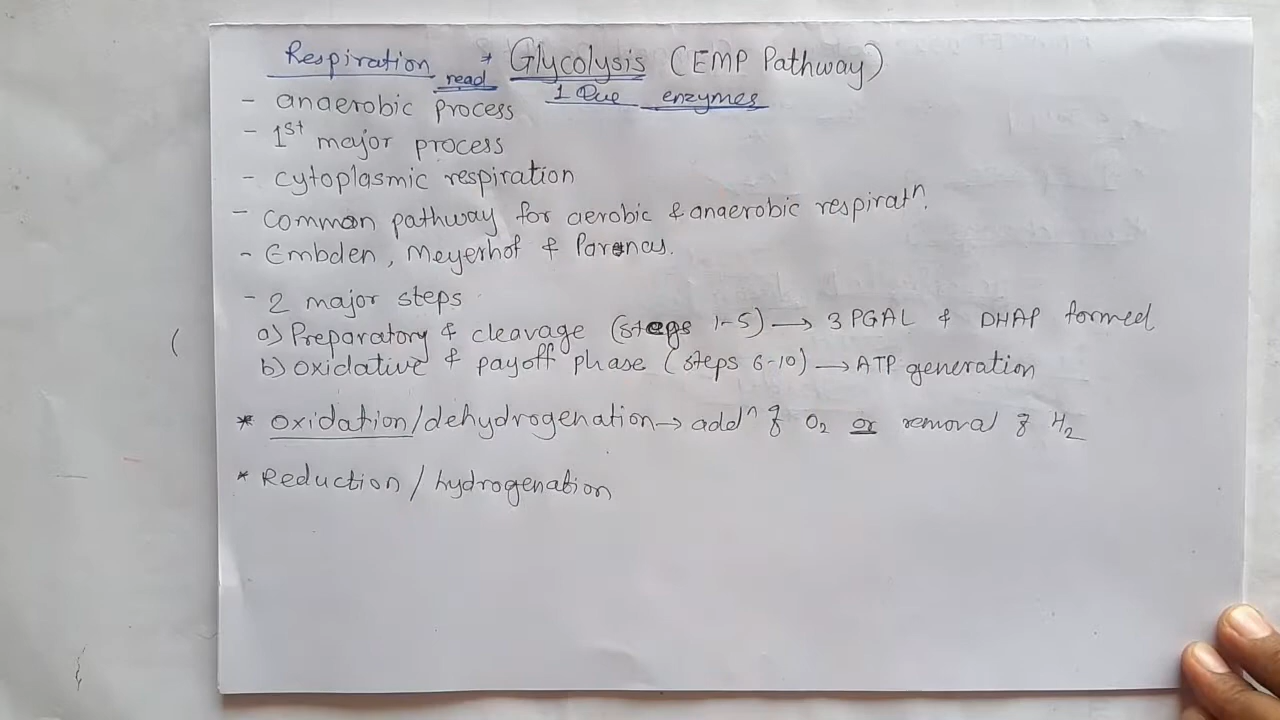 Respiration * Glycolysis (EMP Pathway)
read 1 Que enzymes
- anaerobic process
- 1st major process
- cytoplasmic respiration
- common pathway for aerobic & anaerobic respiratn.
- Embden, Meyerhof & Parenas.
- 2 major steps
a) Preparatory & cleavage (steps 1-5) → 3 PGAL & DHAP formed
b) oxidative & payoff phase (steps 6-10) → ATP generation
* oxidation/dehydrogenation → addn of O2 or removal of H2
* Reduction / hydrogenation